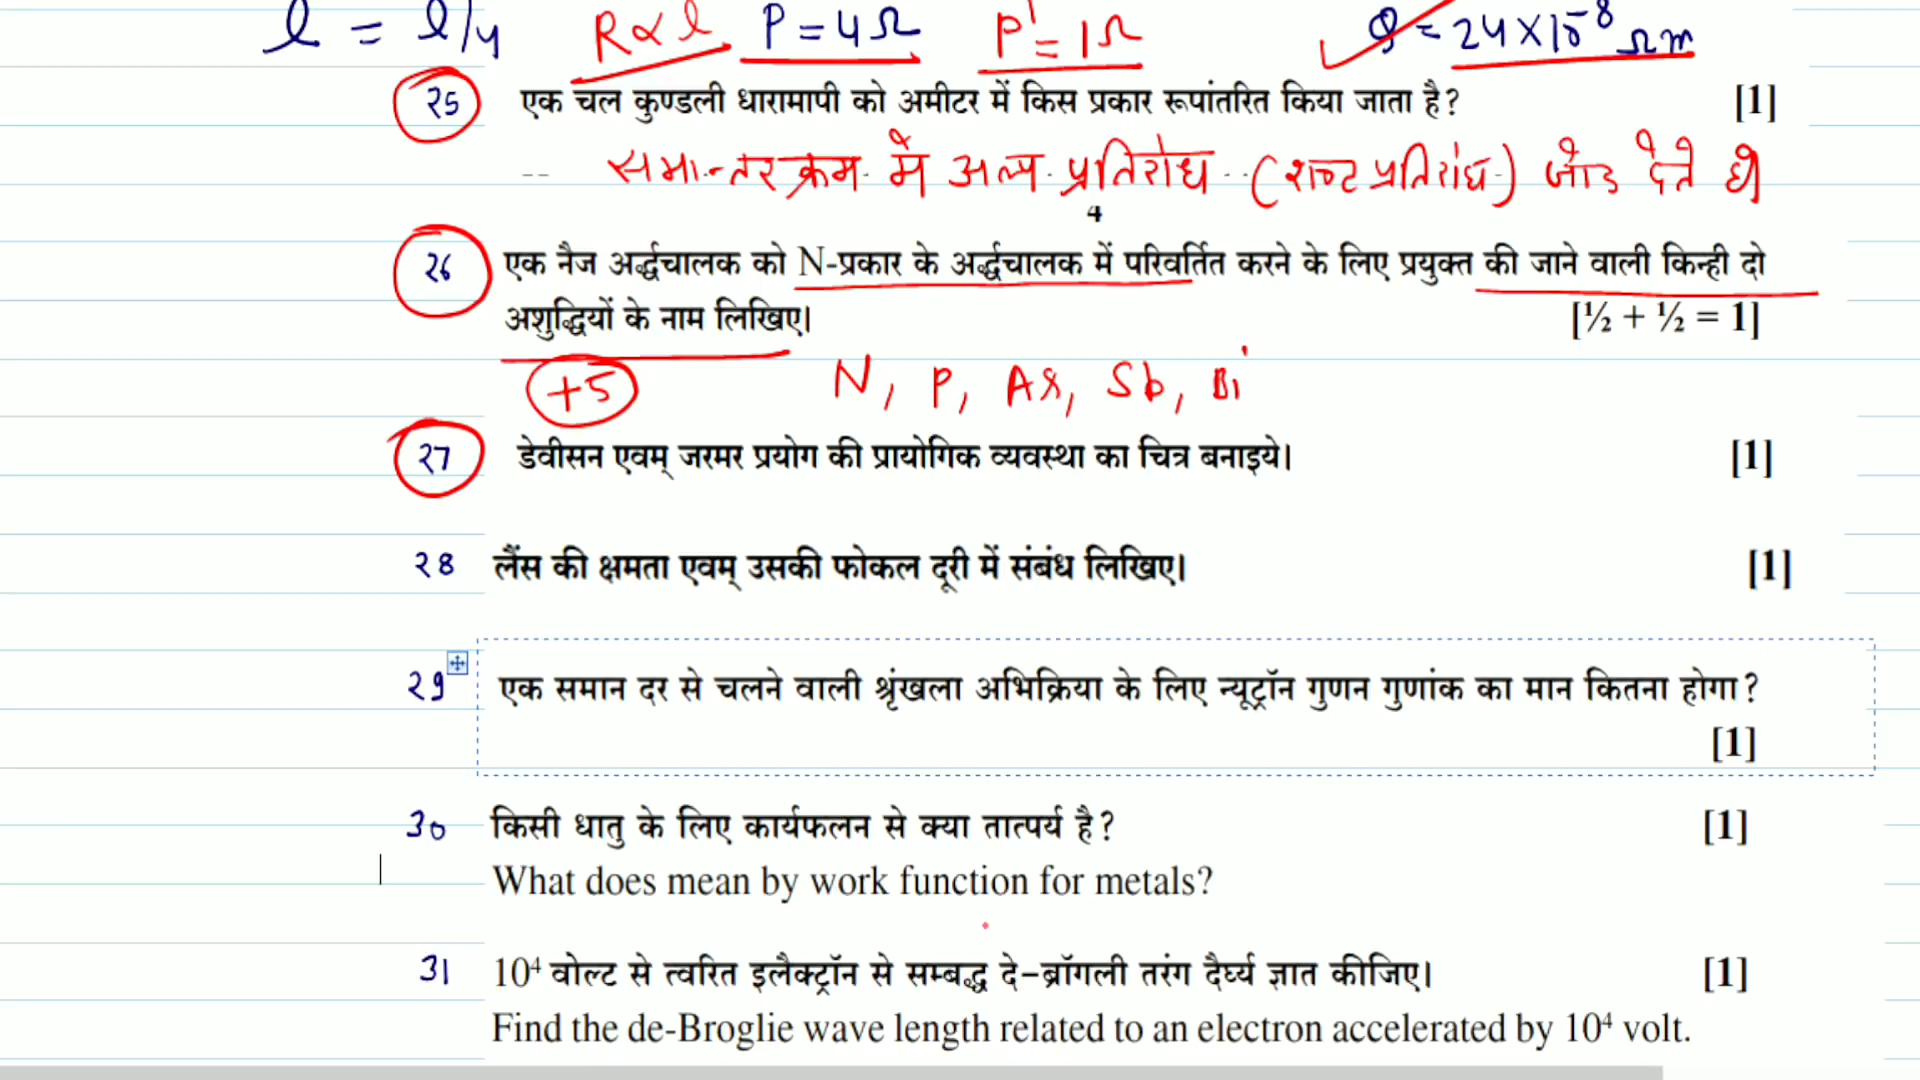 l = l/4 R∝l P=4Ω P'=1Ω ρ = 24×10⁻⁸ Ωm
25 एक चल कुण्डली धारामापी को अमीटर में किस प्रकार रूपांतरित किया जाता है? [1]
समान्तर क्रम में अल्प प्रतिरोध (शण्ट प्रतिरोध) जोड देते है
4
26 एक नैज अर्द्धचालक को N-प्रकार के अर्द्धचालक में परिवर्तित करने के लिए प्रयुक्त की जाने वाली किन्ही दो
अशुद्धियों के नाम लिखिए। [½ + ½ = 1]
+5 N, P, As, Sb, Bi
27 डेवीसन एवम् जरमर प्रयोग की प्रायोगिक व्यवस्था का चित्र बनाइये। [1]
28 लैंस की क्षमता एवम् उसकी फोकल दूरी में संबंध लिखिए। [1]
29 एक समान दर से चलने वाली श्रृंखला अभिक्रिया के लिए न्यूट्रॉन गुणन गुणांक का मान कितना होगा?
[1]
30 किसी धातु के लिए कार्यफलन से क्या तात्पर्य है? [1]
What does mean by work function for metals?
31 10⁴ वोल्ट से त्वरित इलैक्ट्रॉन से सम्बद्ध दे-ब्रॉगली तरंग दैर्घ्य ज्ञात कीजिए। [1]
Find the de-Broglie wave length related to an electron accelerated by 10⁴ volt.